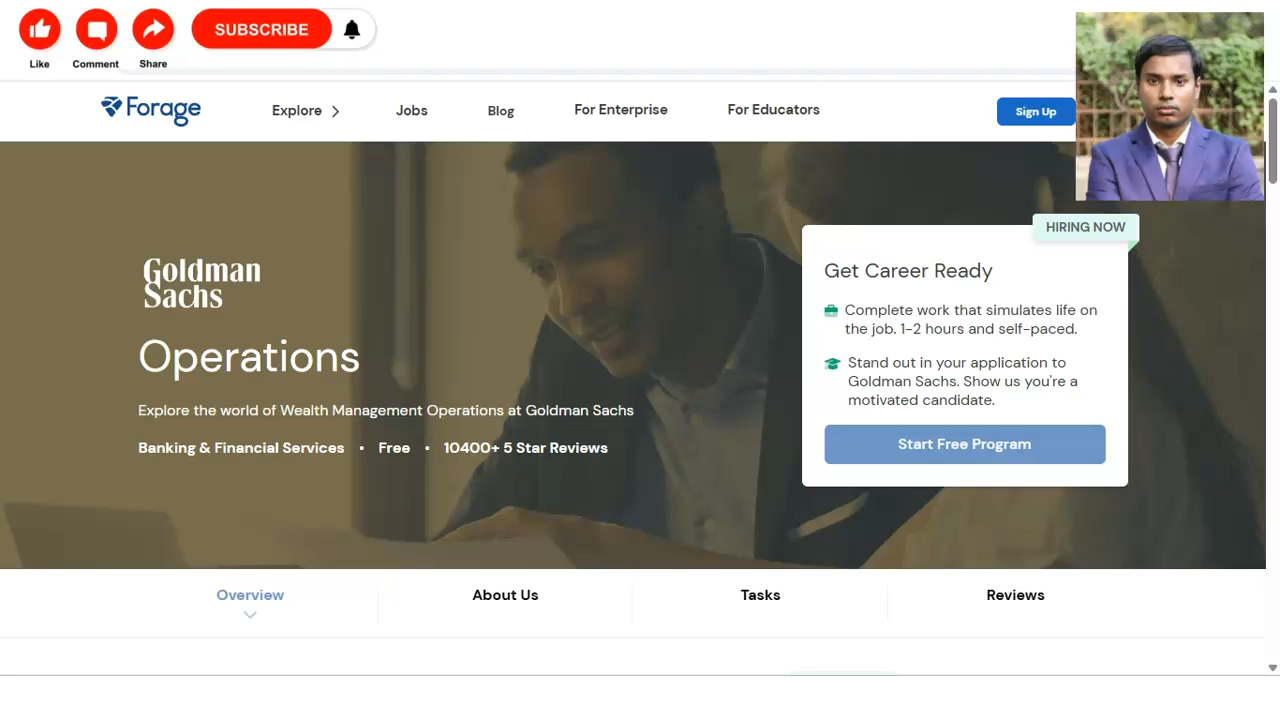 SUBSCRIBE
Like Comment Share
Forage Explore Jobs Blog For Enterprise For Educators Sign Up
HIRING NOW
Goldman
Sachs
Operations
Explore the world of Wealth Management Operations at Goldman Sachs
Banking & Financial Services • Free • 10400+ 5 Star Reviews
Get Career Ready
Complete work that simulates life on
the job. 1-2 hours and self-paced.
Stand out in your application to
Goldman Sachs. Show us you're a
motivated candidate.
Start Free Program
Overview About Us Tasks Reviews